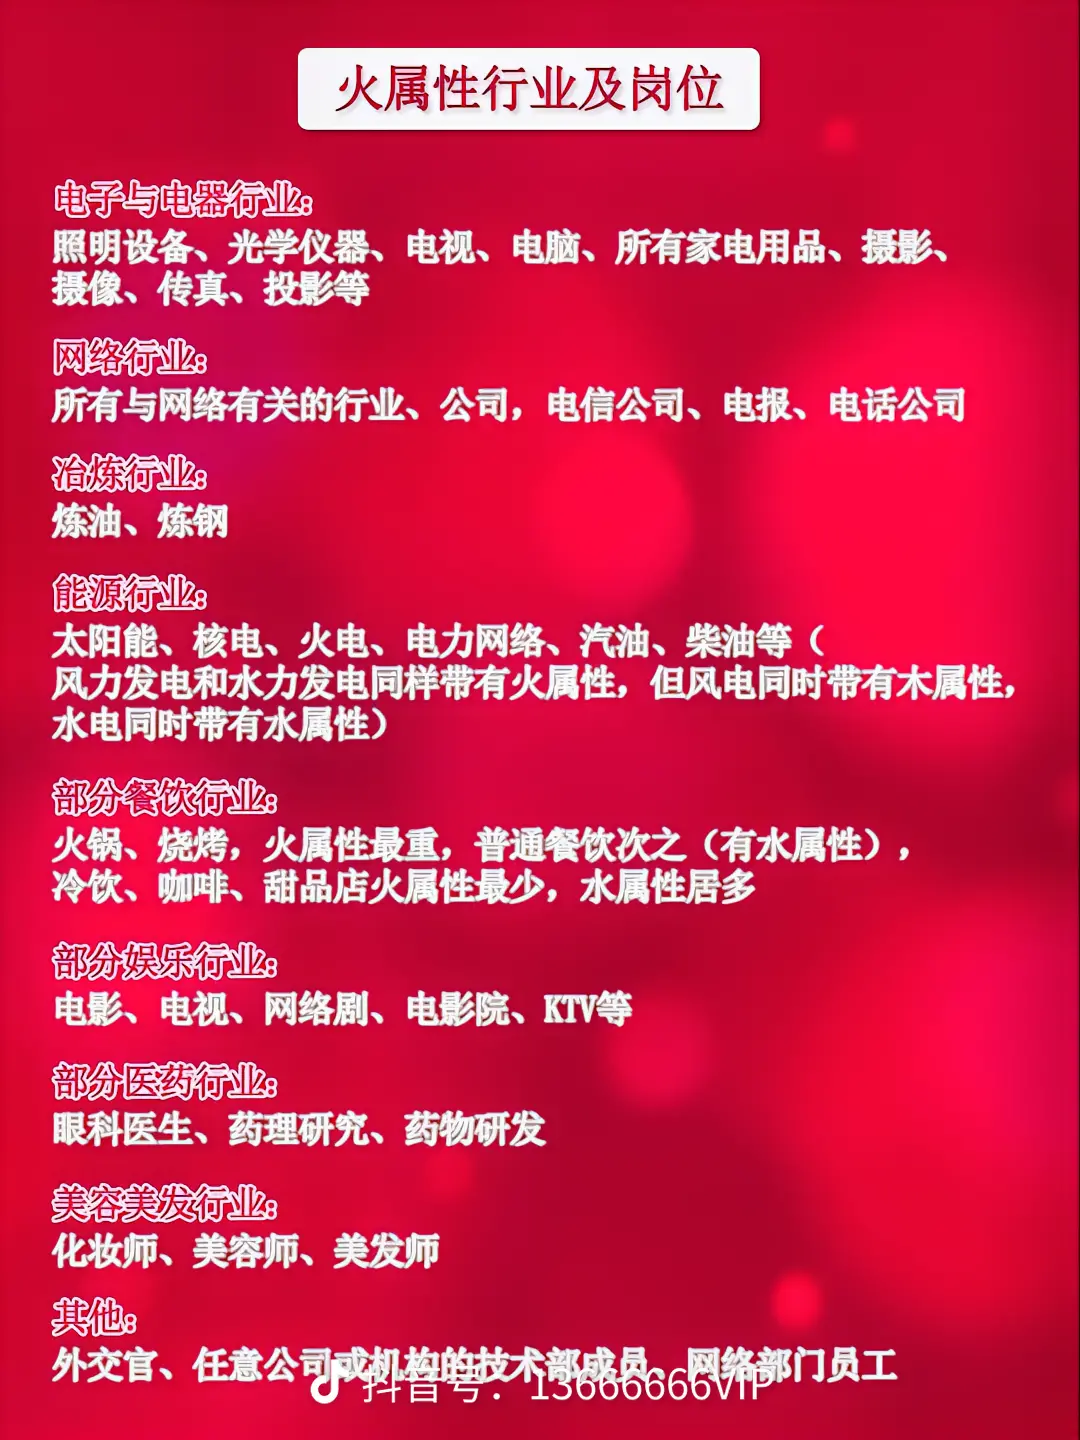 火属性行业及岗位
电子与电器行业:
照明设备、光学仪器、电视、电脑、所有家电用品、摄影、
摄像、传真、投影等
网络行业:
所有与网络有关的行业、公司，电信公司、电报、电话公司
冶炼行业:
炼油、炼钢
能源行业:
太阳能、核电、火电、电力网络、汽油、柴油等（
风力发电和水力发电同样带有火属性，但风电同时带有木属性，
水电同时带有水属性）
部分餐饮行业:
火锅、烧烤，火属性最重，普通餐饮次之（有水属性），
冷饮、咖啡、甜品店火属性最少，水属性居多
部分娱乐行业:
电影、电视、网络剧、电影院、KTV等
部分医药行业:
眼科医生、药理研究、药物研发
美容美发行业:
化妆师、美容师、美发师
其他:
外交官、任意公司或机构的技术部成员、网络部门员工
抖音号：13666666VIP